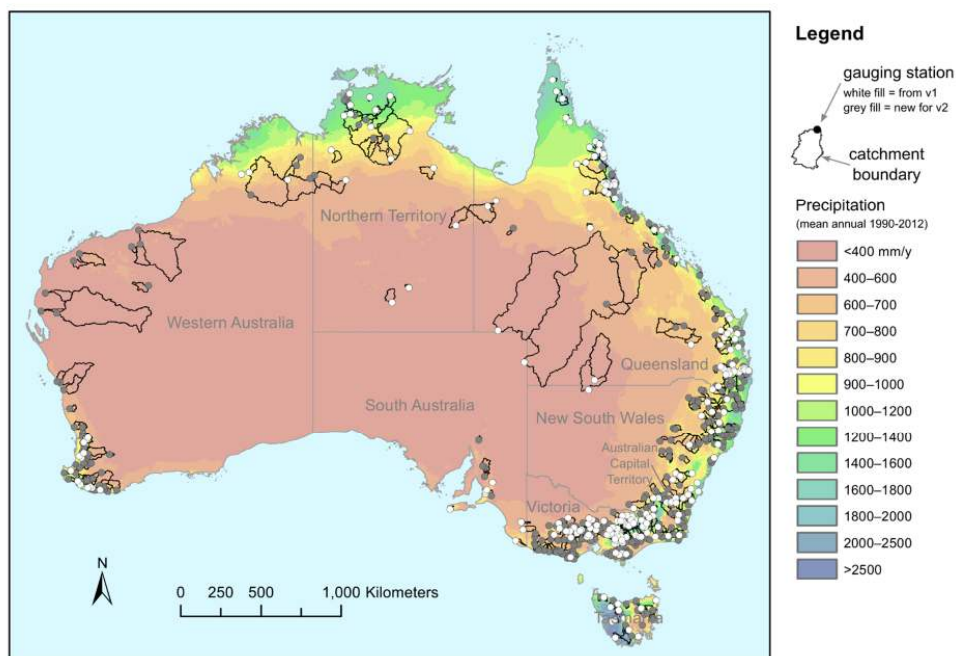 Northern Territory
Western Australia
Queensland
South Australia
New South Wales
Australian
Capital
Territory
Victoria
Tasmania
N
0 250 500 1,000 Kilometers
Legend
gauging station
white fill = from v1
grey fill = new for v2
catchment
boundary
Precipitation
(mean annual 1990-2012)
<400 mm/y
400–600
600–700
700–800
800–900
900–1000
1000–1200
1200–1400
1400–1600
1600–1800
1800–2000
2000–2500
>2500